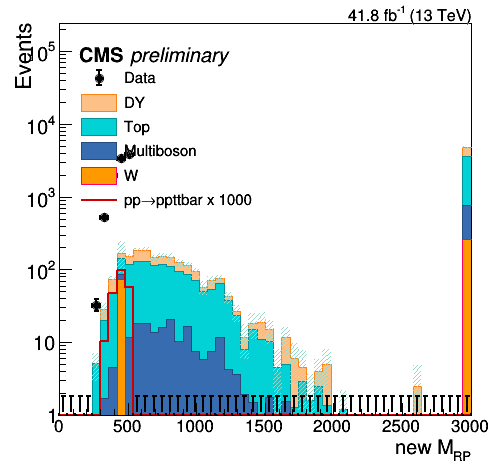 41.8 fb⁻¹ (13 TeV)
Events
CMS preliminary
Data
DY
Top
Multiboson
W
pp→ppttbar x 1000
10⁵
10⁴
10³
10²
10
1
0 500 1000 1500 2000 2500 3000
new M_RP